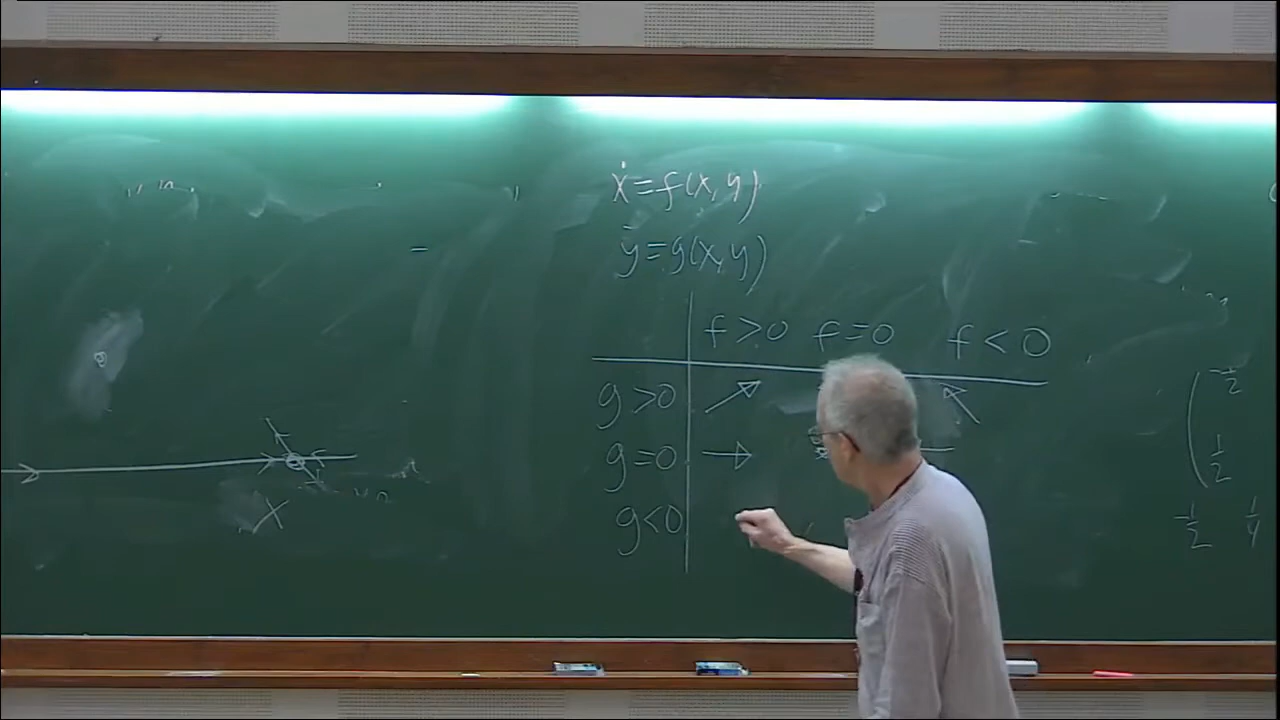 ẋ=f(x,y)
ẏ=g(x,y)
f>0 f=0 f<0
g>0 ↗ ↖
g=0 →
g<0
x
-1/2
1/2
-1/2 1/4